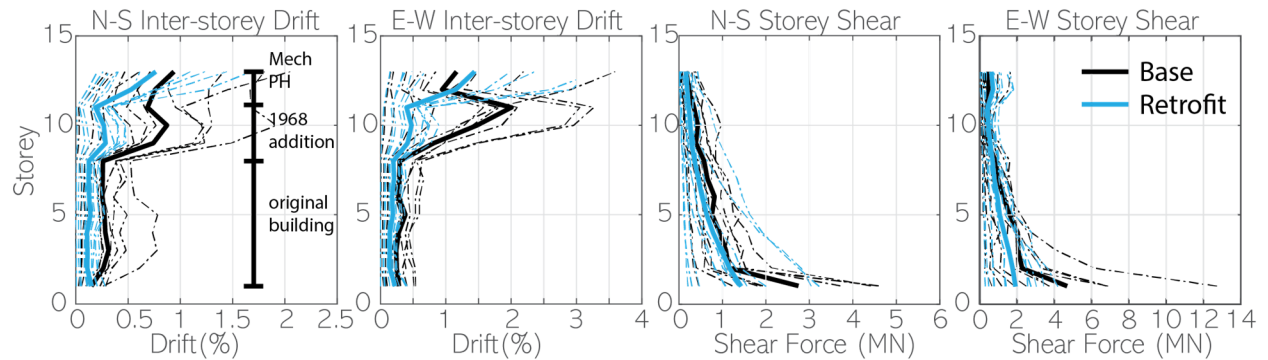 N-S Inter-storey Drift
15
10
5
0
Storey
0 0.5 1 1.5 2 2.5
Drift(%)
Mech
PH
1968
addition
original
building
E-W Inter-storey Drift
15
10
5
0
0 1 2 3 4
Drift(%)
N-S Storey Shear
15
10
5
0
0 1 2 3 4 5 6
Shear Force (MN)
E-W Storey Shear
15
10
5
0
0 2 4 6 8 10 12 14
Shear Force (MN)
Base
Retrofit